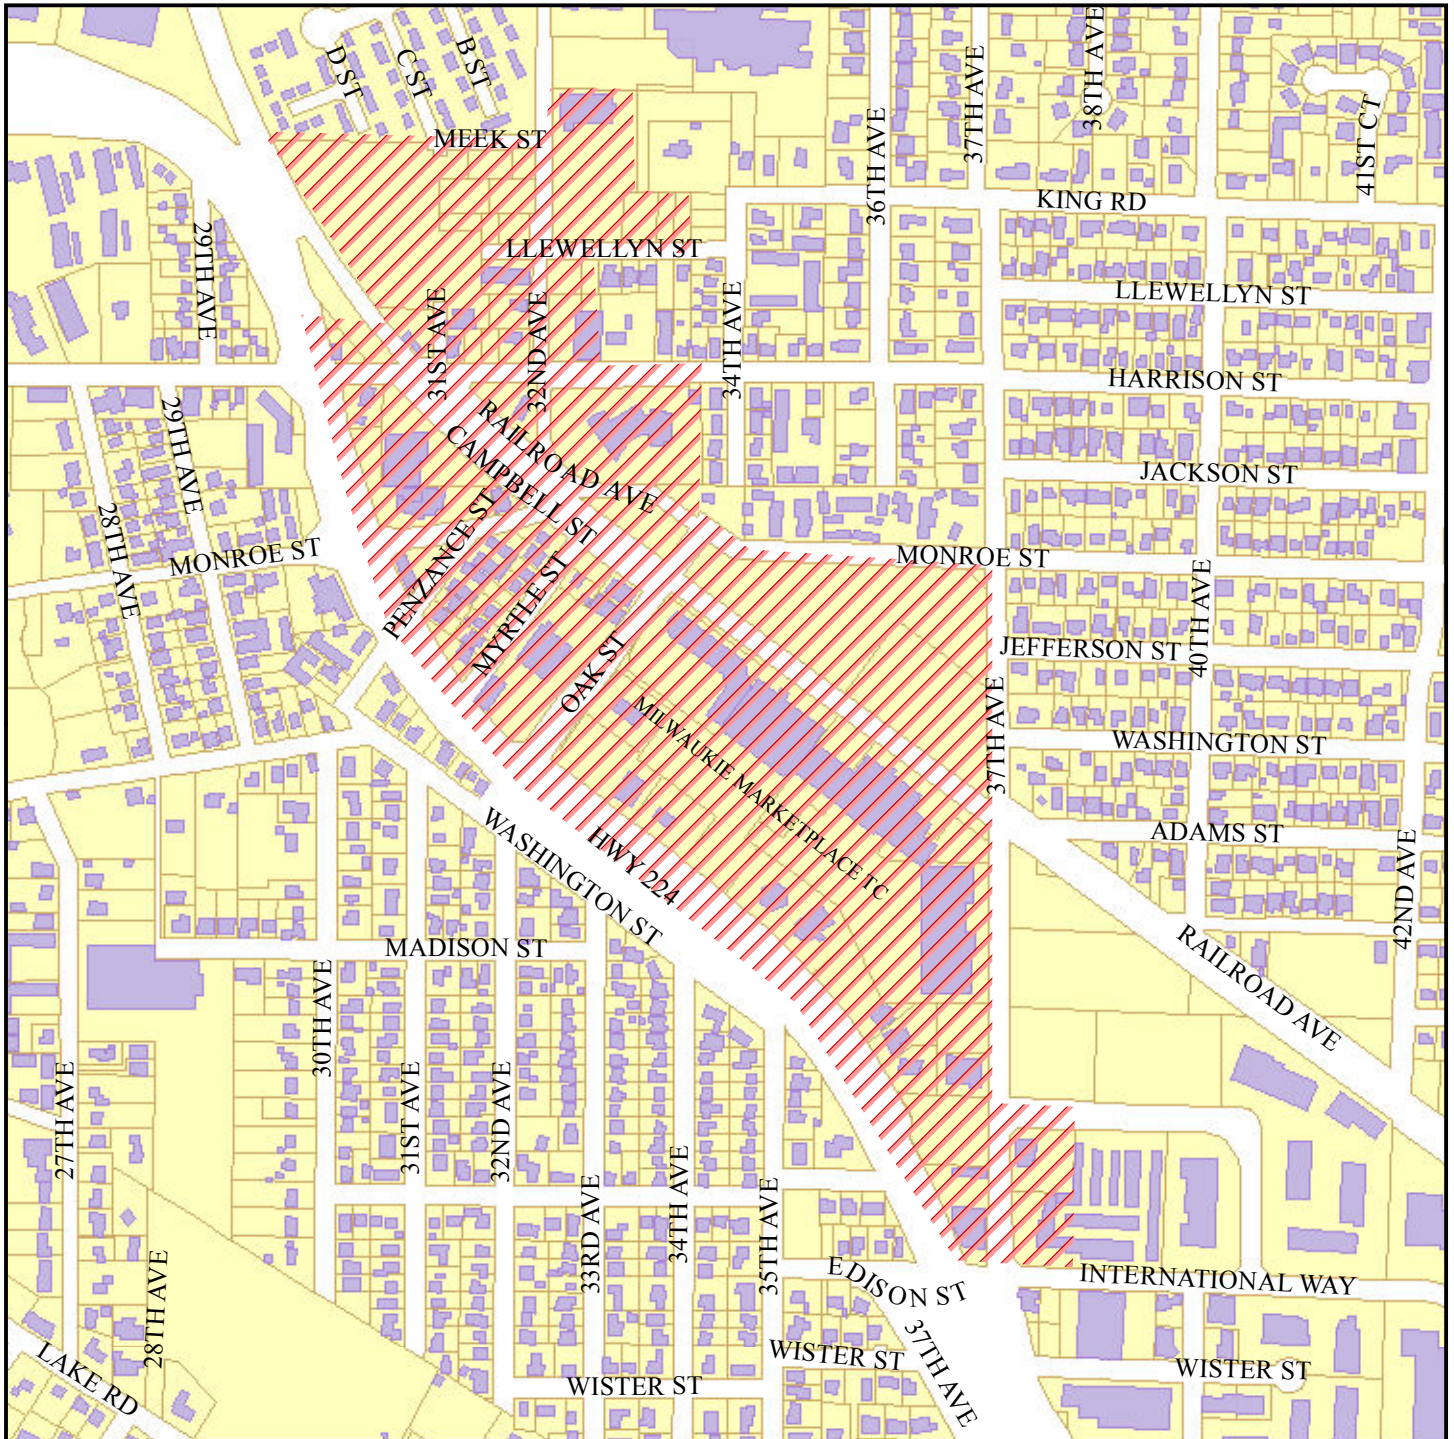 D ST
C ST
B ST
38TH AVE
37TH AVE
MEEK ST
36TH AVE
41ST CT
KING RD
29TH AVE
LLEWELLYN ST
LLEWELLYN ST
31ST AVE
32ND AVE
34TH AVE
HARRISON ST
29TH AVE
RAILROAD AVE
CAMPBELL ST
JACKSON ST
28TH AVE
MONROE ST
PENZANCE ST
MYRTLE ST
MONROE ST
40TH AVE
OAK ST
JEFFERSON ST
37TH AVE
MILWAUKIE MARKETPLACE TC
WASHINGTON ST
HWY 224
WASHINGTON ST
ADAMS ST
42ND AVE
MADISON ST
RAILROAD AVE
30TH AVE
27TH AVE
31ST AVE
32ND AVE
33RD AVE
34TH AVE
35TH AVE
28TH AVE
EDISON ST
INTERNATIONAL WAY
37TH AVE
LAKE RD
WISTER ST
WISTER ST
WISTER ST